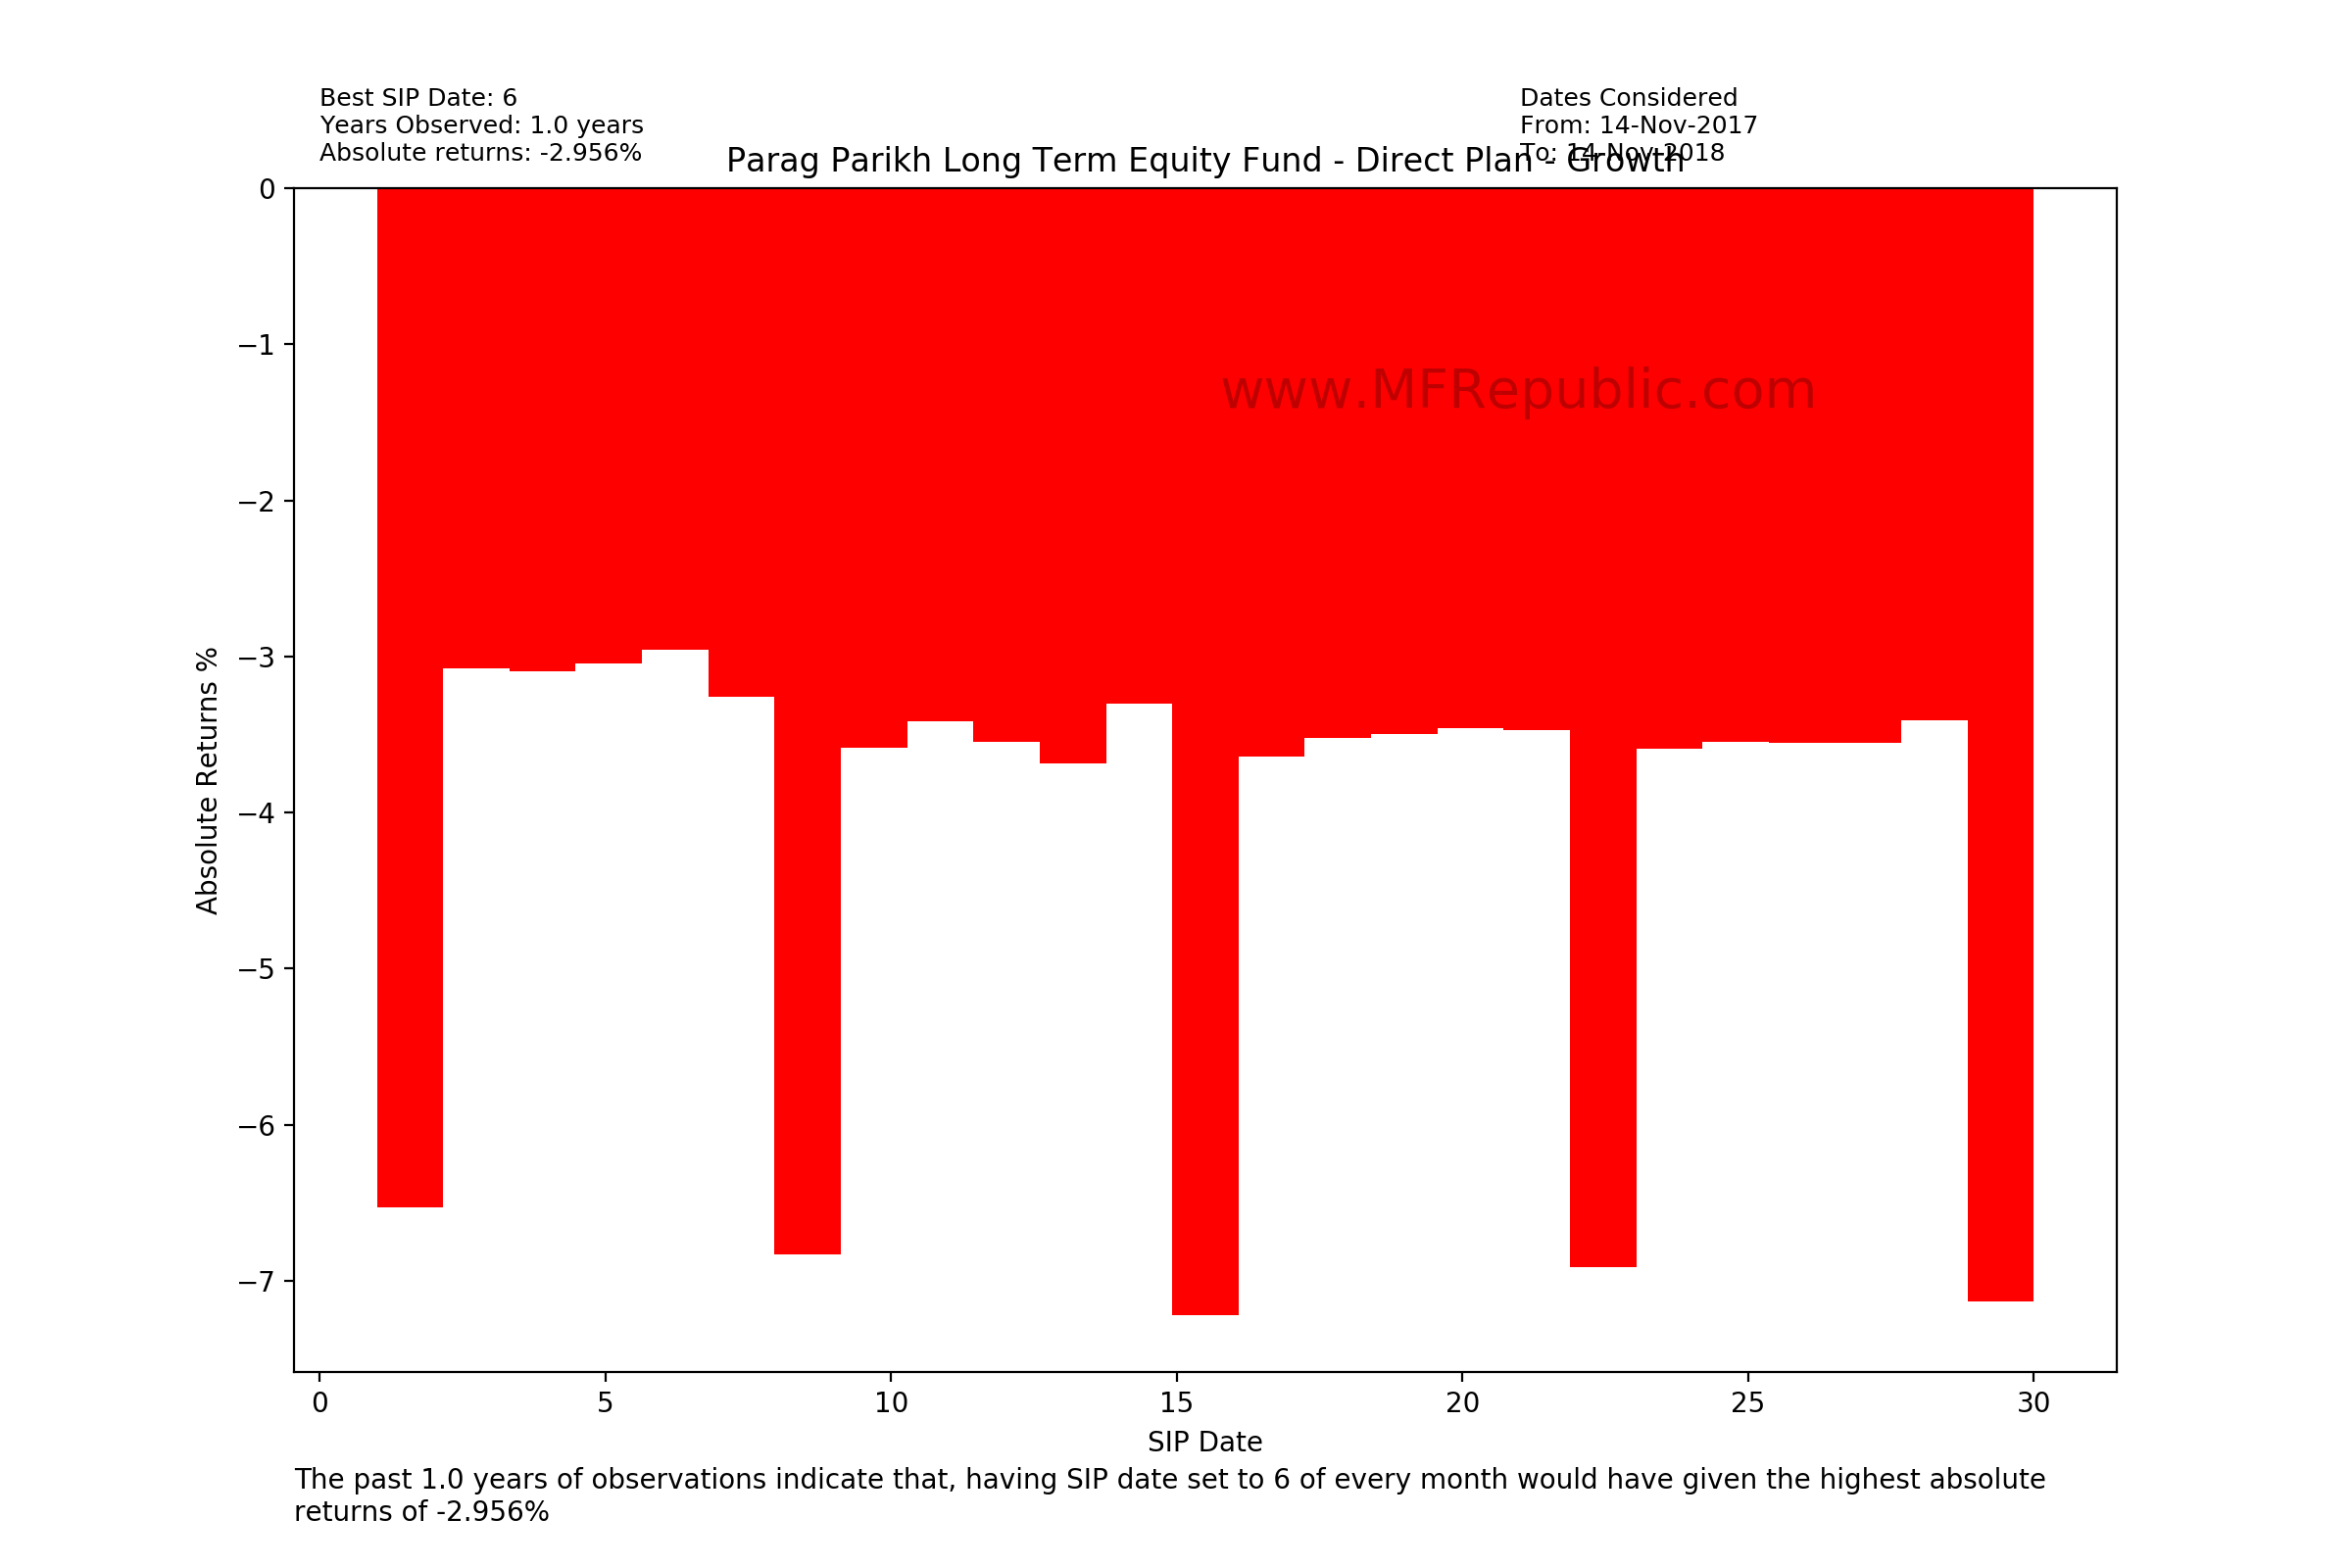 Best SIP Date: 6
Years Observed: 1.0 years
Absolute returns: -2.956%
Dates Considered
From: 14-Nov-2017
To: 14-Nov-2018
Parag Parikh Long Term Equity Fund - Direct Plan - Growth
0
−1
−2
−3
−4
−5
−6
−7
Absolute Returns %
www.MFRepublic.com
0 5 10 15 20 25 30
SIP Date
The past 1.0 years of observations indicate that, having SIP date set to 6 of every month would have given the highest absolute
returns of -2.956%